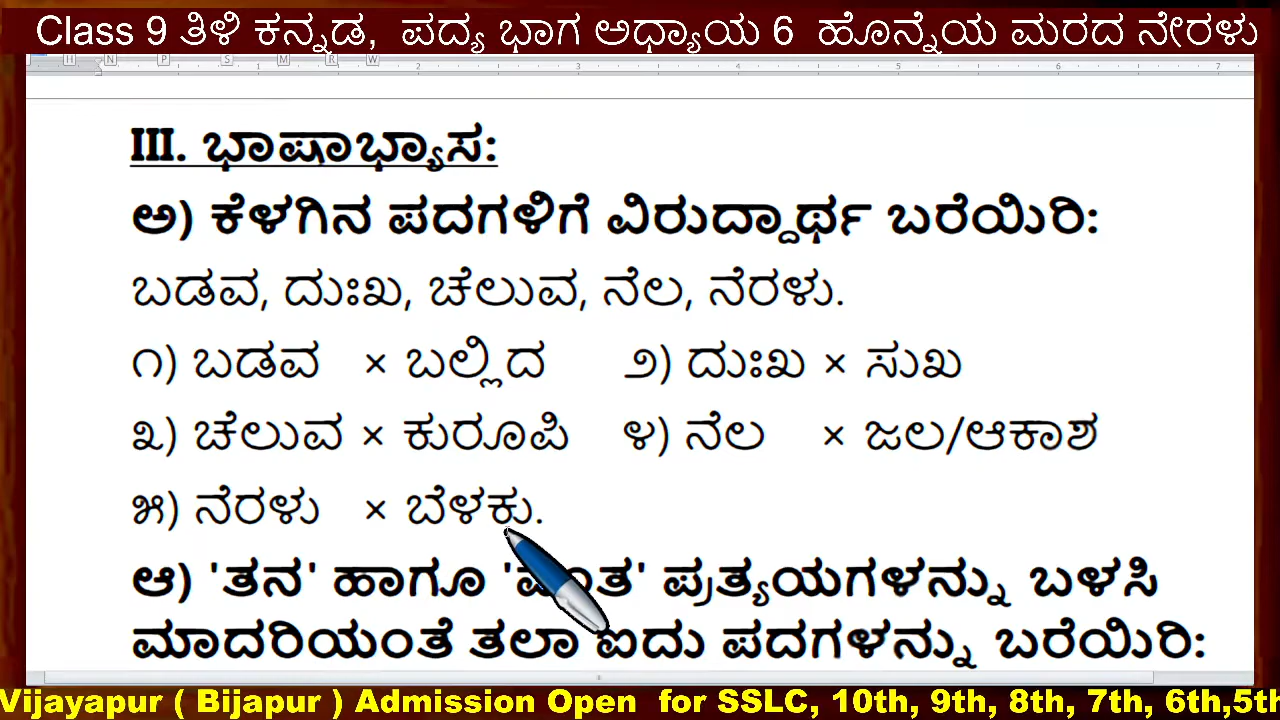 Class 9 ತಿಳಿ ಕನ್ನಡ, ಪದ್ಯ ಭಾಗ ಅಧ್ಯಾಯ 6 ಹೊನ್ನೆಯ ಮರದ ನೇರಳು
III. ಭಾಷಾಭ್ಯಾಸ:
ಅ) ಕೆಳಗಿನ ಪದಗಳಿಗೆ ವಿರುದ್ದಾರ್ಥ ಬರೆಯಿರಿ:
ಬಡವ, ದುಃಖ, ಚೆಲುವ, ನೆಲ, ನೆರಳು.
೧) ಬಡವ × ಬಲ್ಲಿದ ೨) ದುಃಖ × ಸುಖ
೩) ಚೆಲುವ × ಕುರೂಪಿ ೪) ನೆಲ × ಜಲ/ಆಕಾಶ
೫) ನೆರಳು × ಬೆಳಕು.
ಆ) 'ತನ' ಹಾಗೂ 'ವಂತ' ಪ್ರತ್ಯಯಗಳನ್ನು ಬಳಸಿ
ಮಾದರಿಯಂತೆ ತಲಾ ಐದು ಪದಗಳನ್ನು ಬರೆಯಿರಿ:
Vijayapur ( Bijapur ) Admission Open for SSLC, 10th, 9th, 8th, 7th, 6th,5th